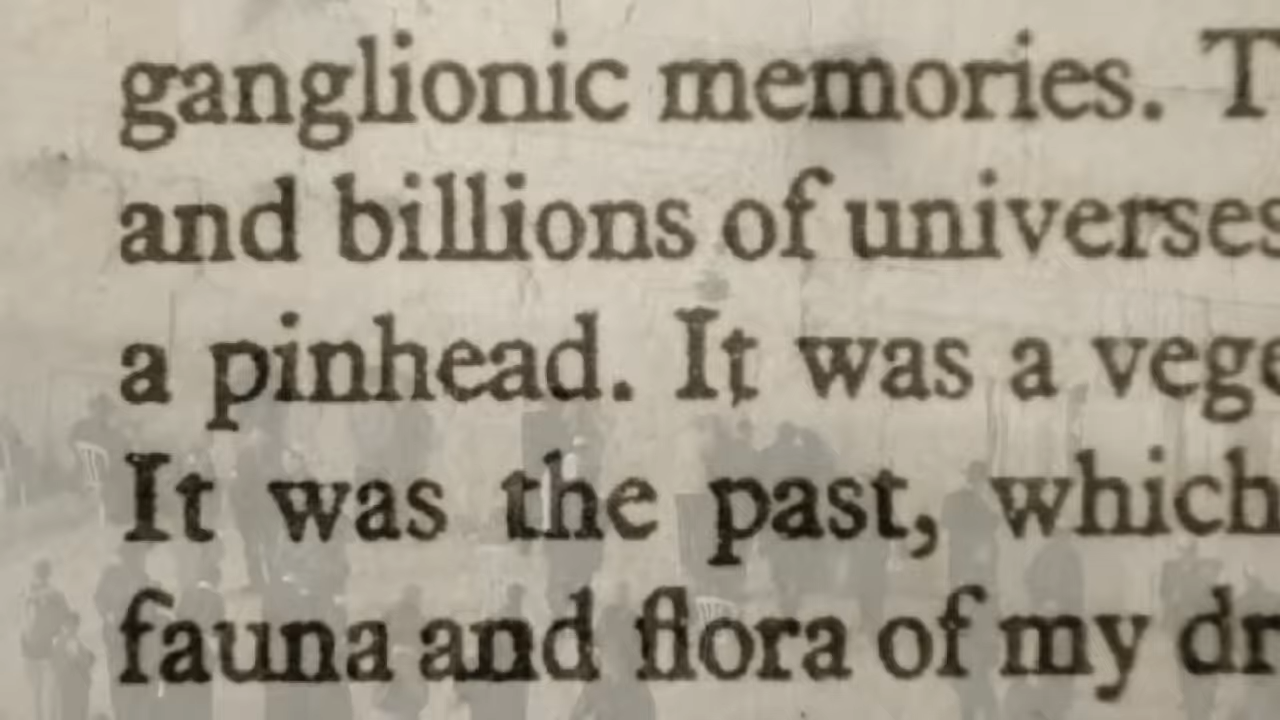 ganglionic memories. T
and billions of universes
a pinhead. It was a vege
It was the past, which
fauna and flora of my dr